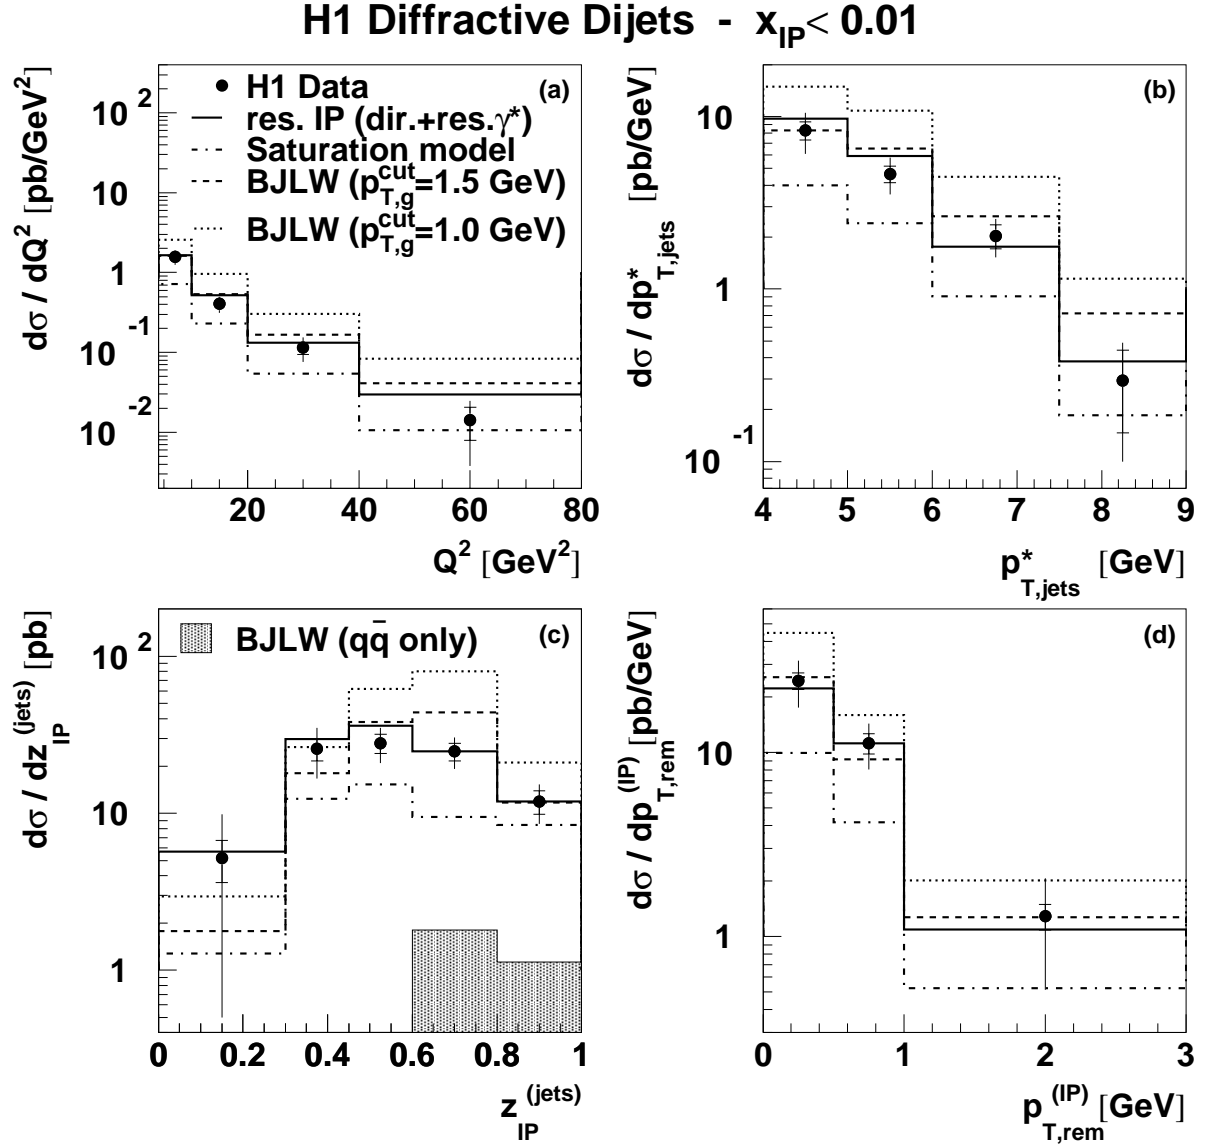 H1 Diffractive Dijets - x_IP < 0.01
dσ / dQ² [pb/GeV²]
10²
10
1
10⁻¹
10⁻²
(a)
H1 Data
res. IP (dir.+res.γ*)
Saturation model
BJLW (p_T,g^cut=1.5 GeV)
BJLW (p_T,g^cut=1.0 GeV)
20 40 60 80
Q² [GeV²]
dσ / dp*_T,jets [pb/GeV]
10
1
10⁻¹
(b)
4 5 6 7 8 9
p*_T,jets [GeV]
dσ / dz_IP^(jets) [pb]
10²
10
1
BJLW (qq̄ only)
(c)
0 0.2 0.4 0.6 0.8 1
z_IP^(jets)
dσ / dp_T,rem^(IP) [pb/GeV]
10
1
(d)
0 1 2 3
p_T,rem^(IP) [GeV]